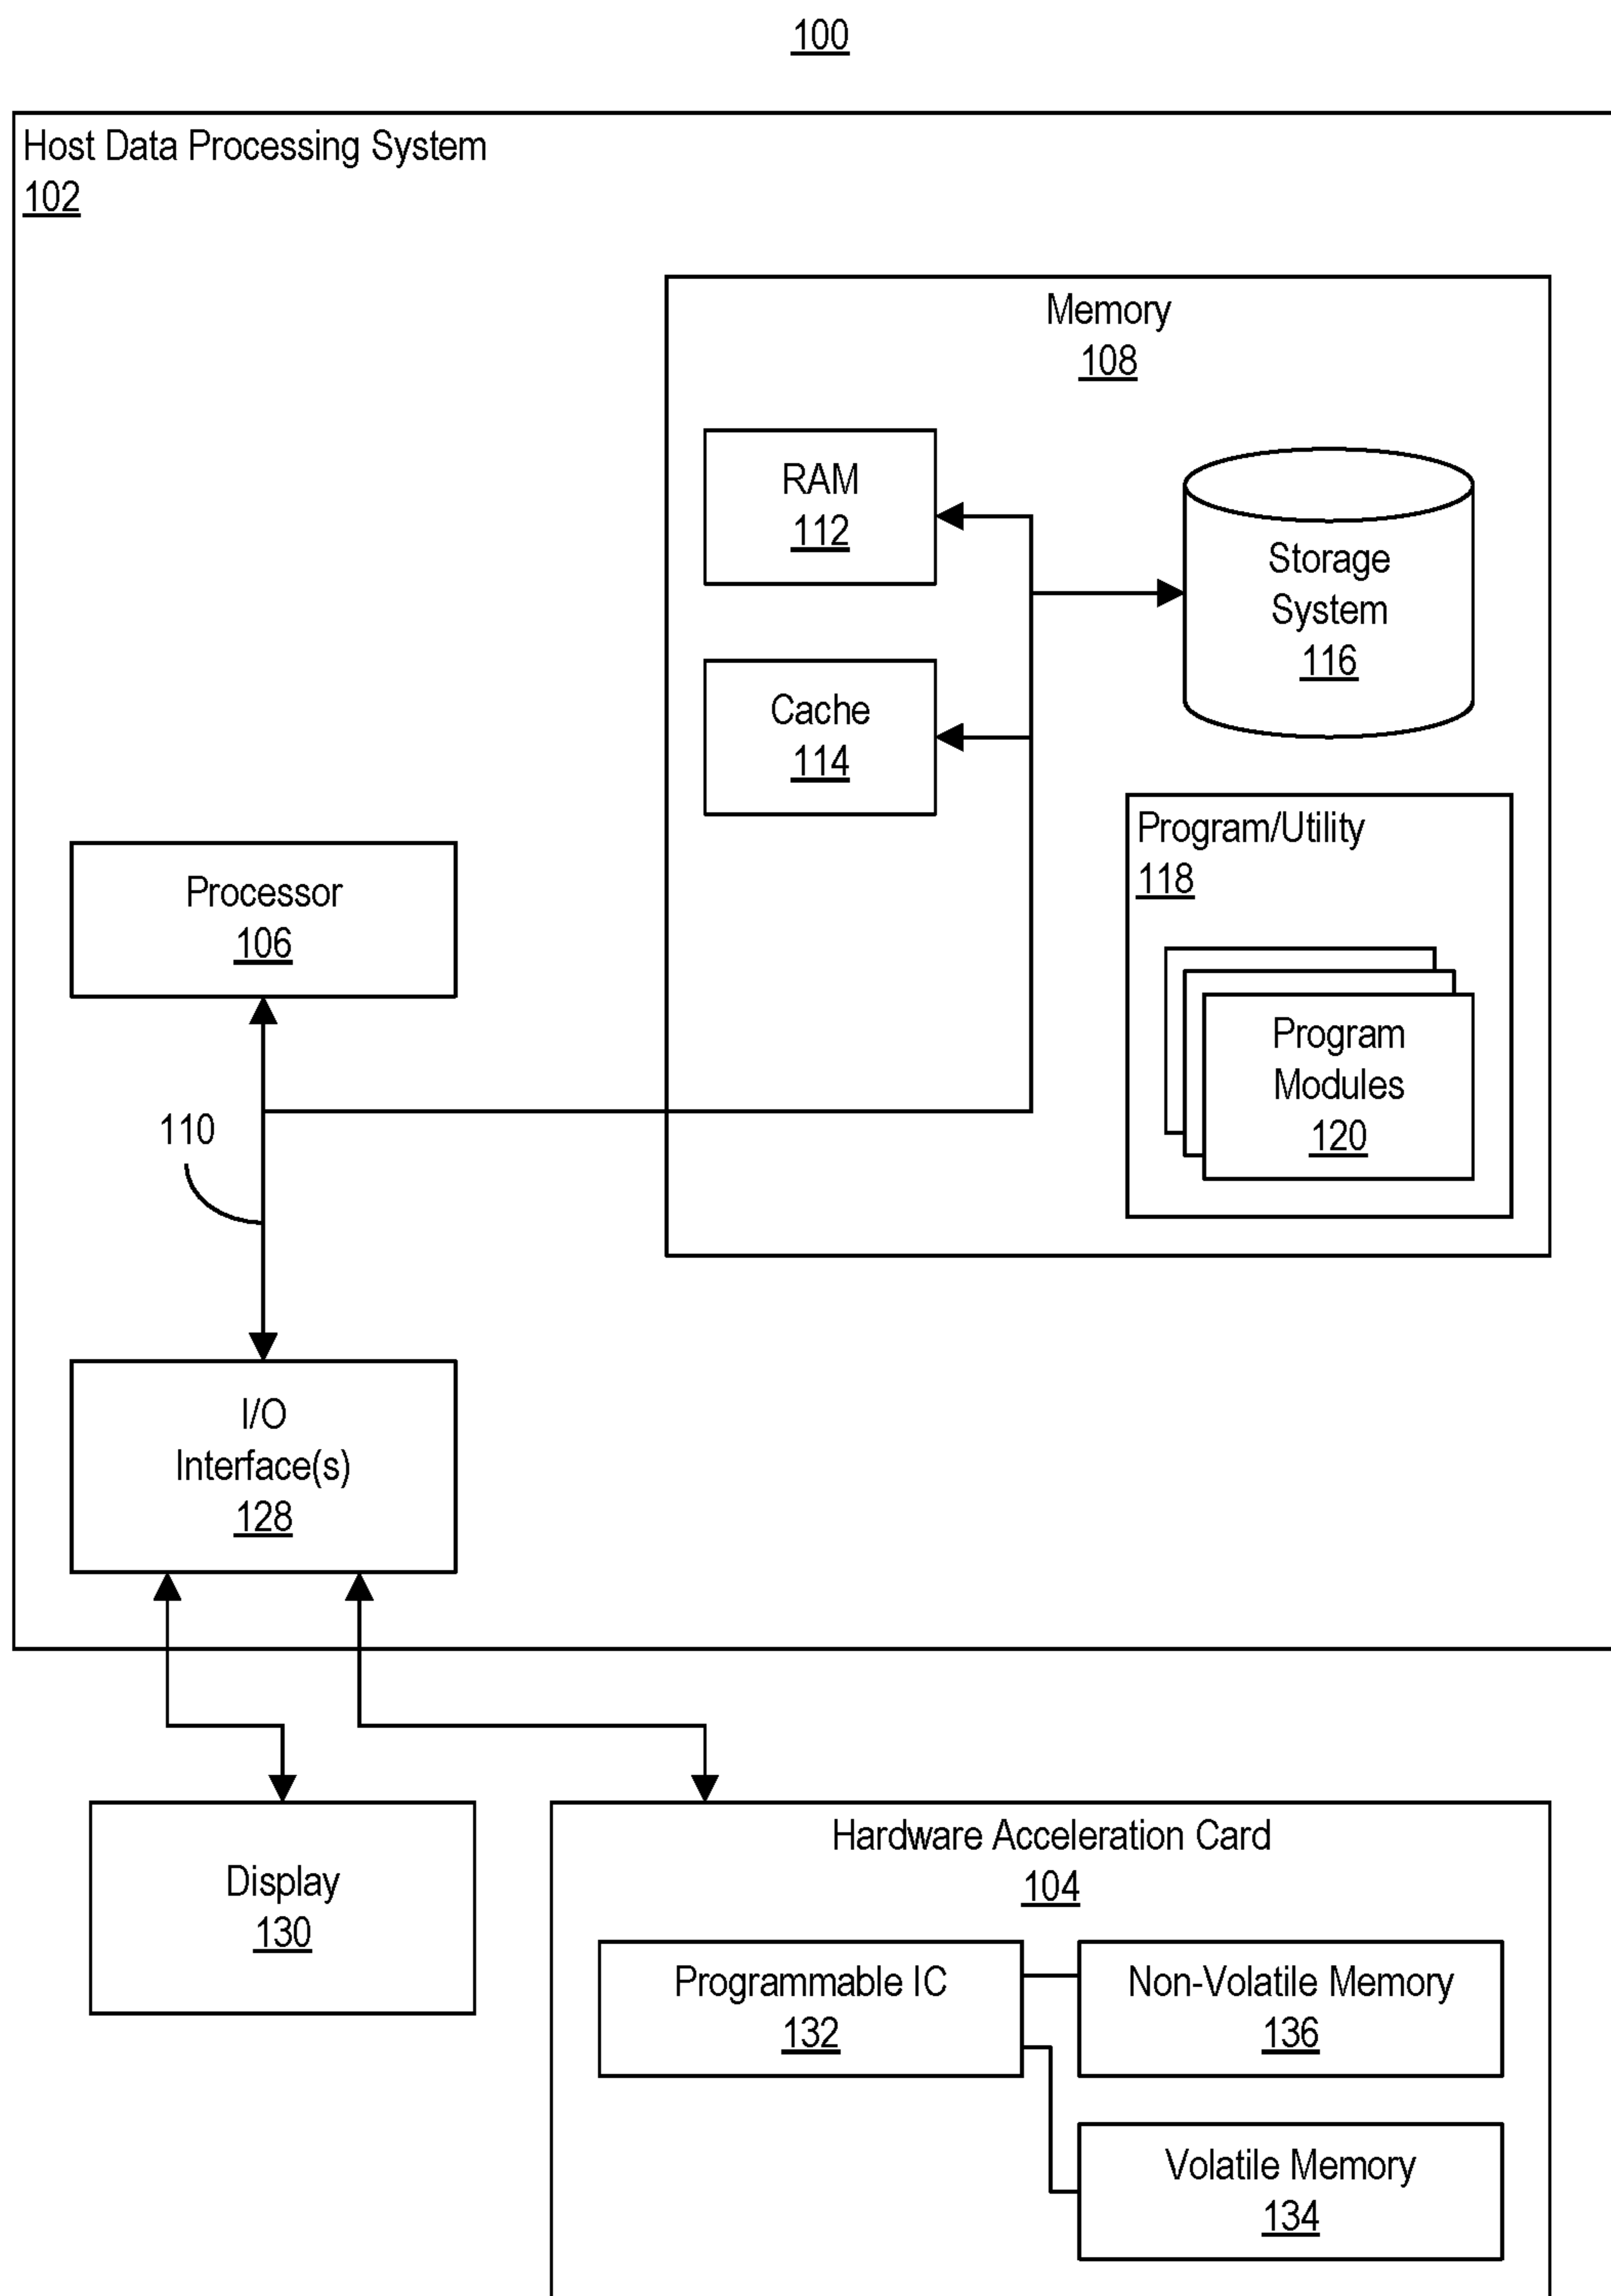 100
Host Data Processing System
102
Memory
108
RAM
112
Storage
System
116
Cache
114
Program/Utility
118
Processor
106
Program
Modules
120
110
I/O
Interface(s)
128
Display
130
Hardware Acceleration Card
104
Programmable IC
132
Non-Volatile Memory
136
Volatile Memory
134